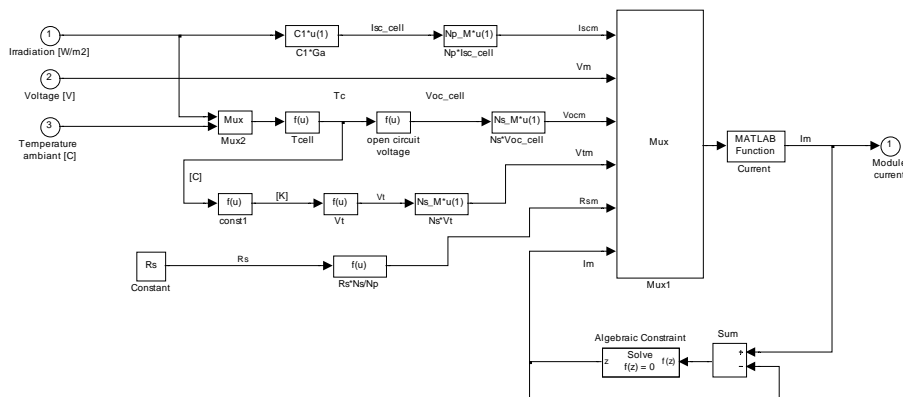 1
Irradiation [W/m2]
C1*u(1)
C1*Ga
Isc_cell
Np_M*u(1)
Np*Isc_cell
Iscm
2
Voltage [V]
Vm
3
Temperature
ambiant [C]
Mux
Mux2
f(u)
Tcell
Tc
f(u)
open circuit
voltage
Voc_cell
Ns_M*u(1)
Ns*Voc_cell
Vocm
[C]
f(u)
const1
[K]
f(u)
Vt
Vt
Ns_M*u(1)
Ns*Vt
Vtm
Rs
Constant
Rs
f(u)
Rs*Ns/Np
Rsm
Im
Mux
Mux1
MATLAB
Function
Current
Im
1
Module
current
Algebraic Constraint
z
Solve
f(z) = 0
f(z)
Sum
+
−